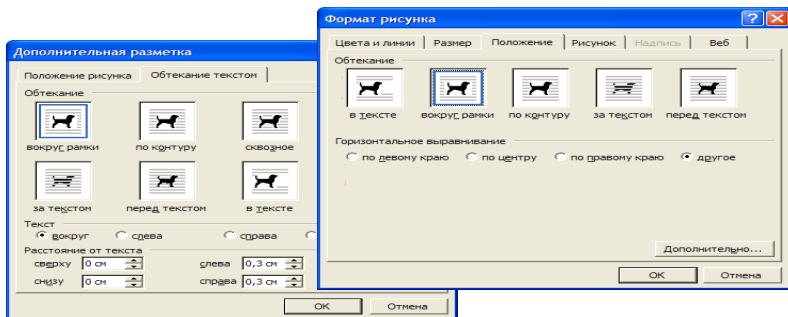 Дополнительная разметка
Положение рисунка Обтекание текстом
Обтекание
вокруг рамки по контуру сквозное
за текстом перед текстом в тексте
Текст
вокруг слева справа
Расстояние от текста
сверху 0 см слева 0,3 см
снизу 0 см справа 0,3 см
ОК Отмена
Формат рисунка
Цвета и линии Размер Положение Рисунок Надпись Веб
Обтекание
в тексте вокруг рамки по контуру за текстом перед текстом
Горизонтальное выравнивание
по левому краю по центру по правому краю другое
Дополнительно...
ОК Отмена